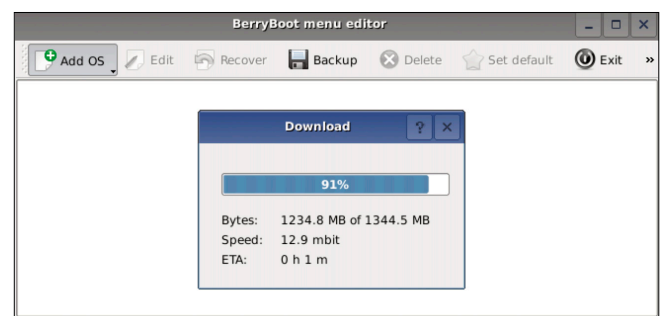 BerryBoot menu editor
Add OS Edit Recover Backup Delete Set default Exit »
Download ?
91%
Bytes: 1234.8 MB of 1344.5 MB
Speed: 12.9 mbit
ETA: 0 h 1 m